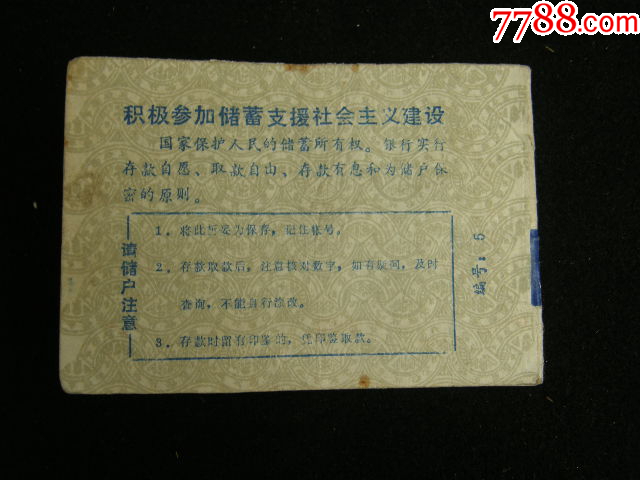 7788.com
积极参加储蓄支援社会主义建设
国家保护人民的储蓄所有权。银行实行
存款自愿、取款自由、存款有息和为储户保
密的原则。
请储户注意
1．将此折妥为保存，记住帐号。
2．存款取款后，注意核对数字，如有疑问，及时
查询，不能自行涂改。
3．存款时留有印鉴的，凭印鉴取款。
编号：5